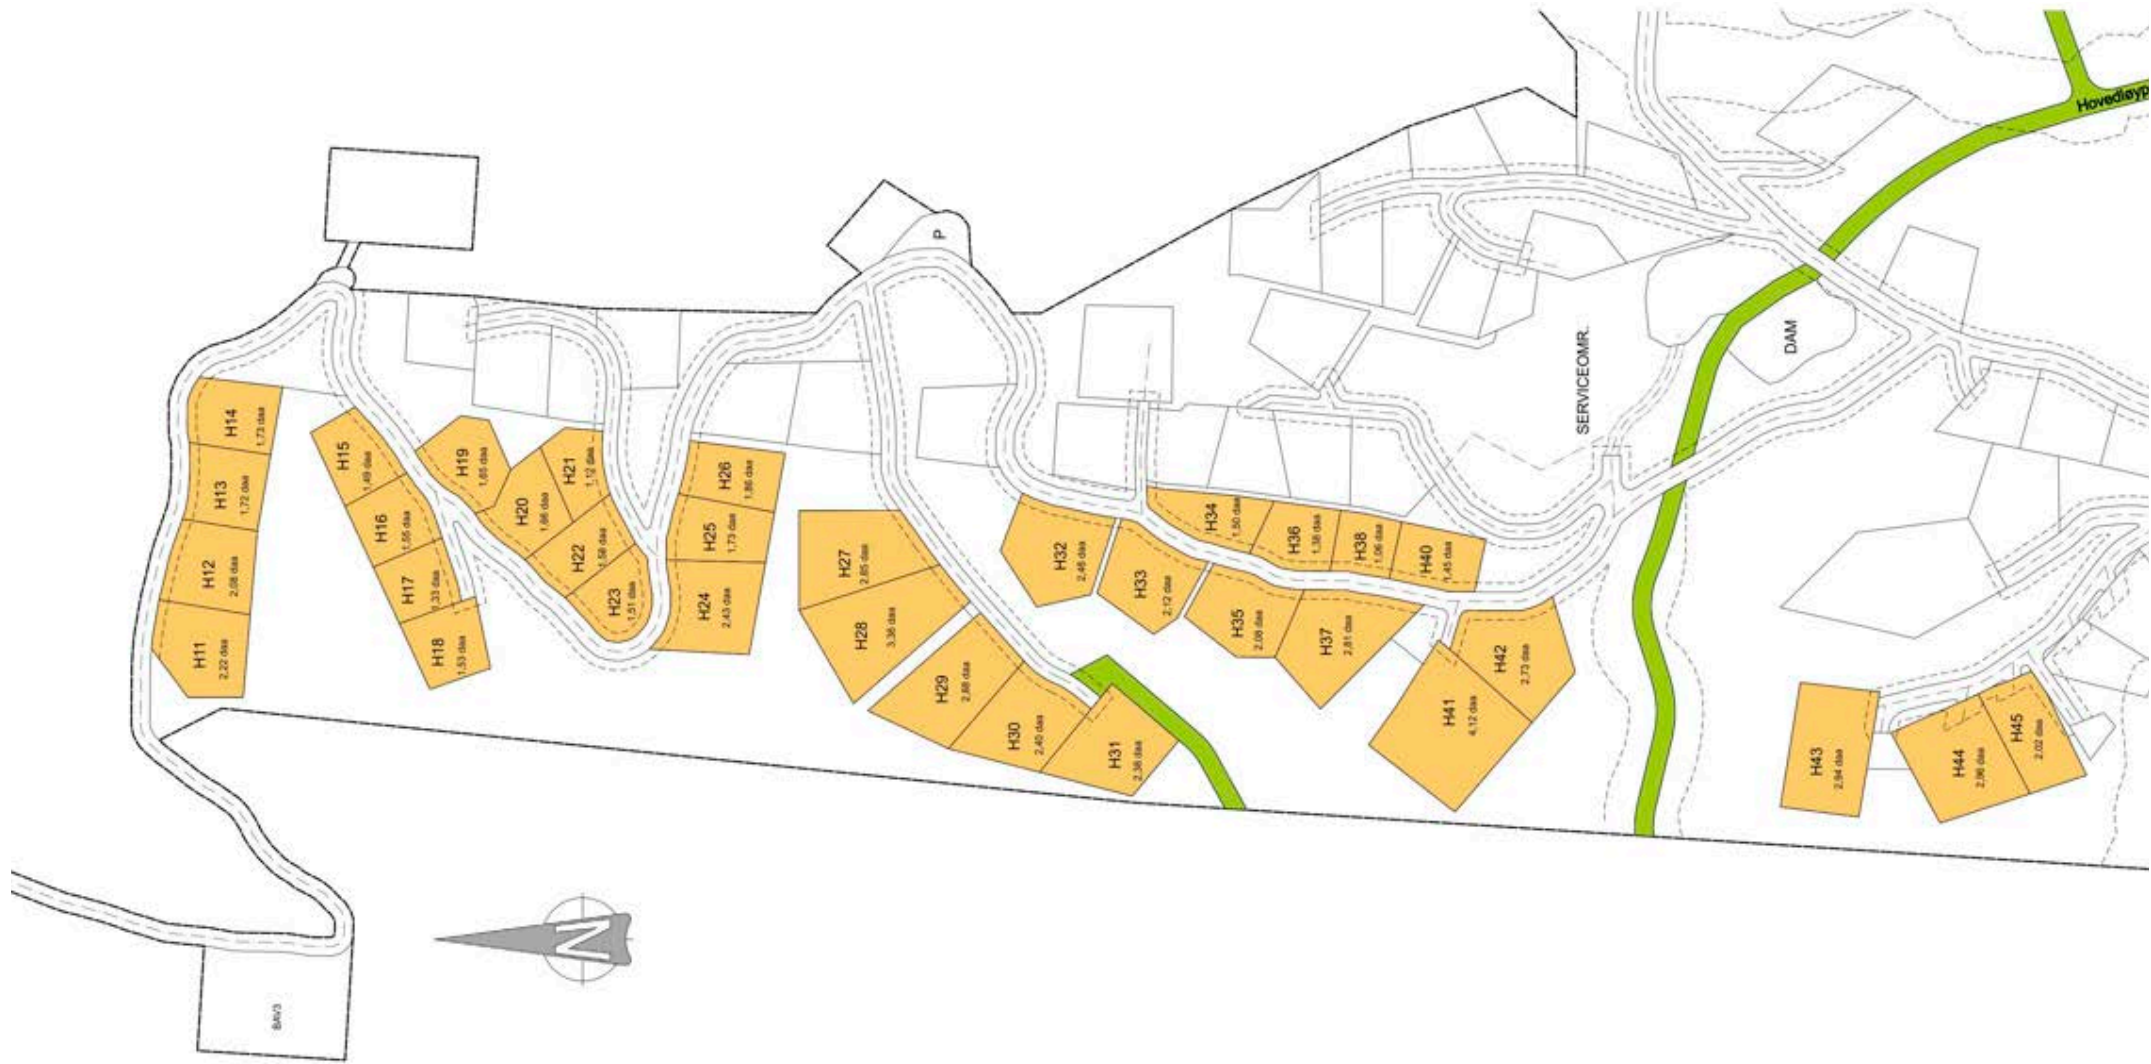 H11
2,22 daa
H12
2,08 daa
H13
1,72 daa
H14
1,73 daa
H15
1,49 daa
H16
1,55 daa
H17
1,33 daa
H18
1,53 daa
H19
1,65 daa
H20
1,66 daa
H21
1,12 daa
H22
1,58 daa
H23
1,51 daa
H24
2,43 daa
H25
1,73 daa
H26
1,86 daa
H27
2,65 daa
H28
3,38 daa
H29
2,88 daa
H30
2,40 daa
H31
2,38 daa
H32
2,46 daa
H33
2,12 daa
H34
1,50 daa
H35
2,08 daa
H36
1,38 daa
H37
2,81 daa
H38
1,06 daa
H40
1,45 daa
H41
4,12 daa
H42
2,73 daa
H43
2,94 daa
H44
2,96 daa
H45
2,02 daa
P
SERVICEOMR.
DAM
Hovedløyp
BAV3
N